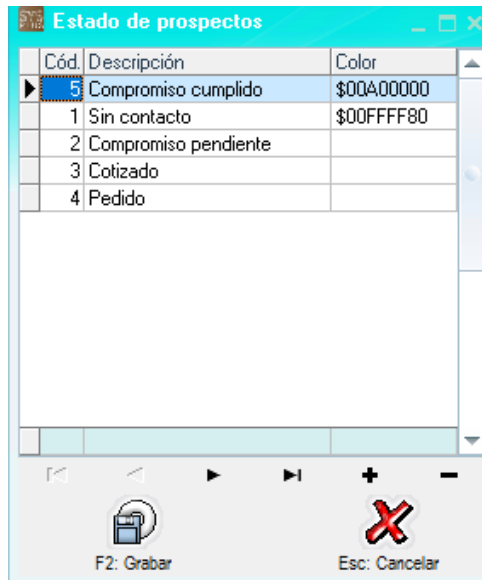 Estado de prospectos
Cód. Descripción Color
5 Compromiso cumplido $00A00000
1 Sin contacto $00FFFF80
2 Compromiso pendiente
3 Cotizado
4 Pedido
F2: Grabar Esc: Cancelar